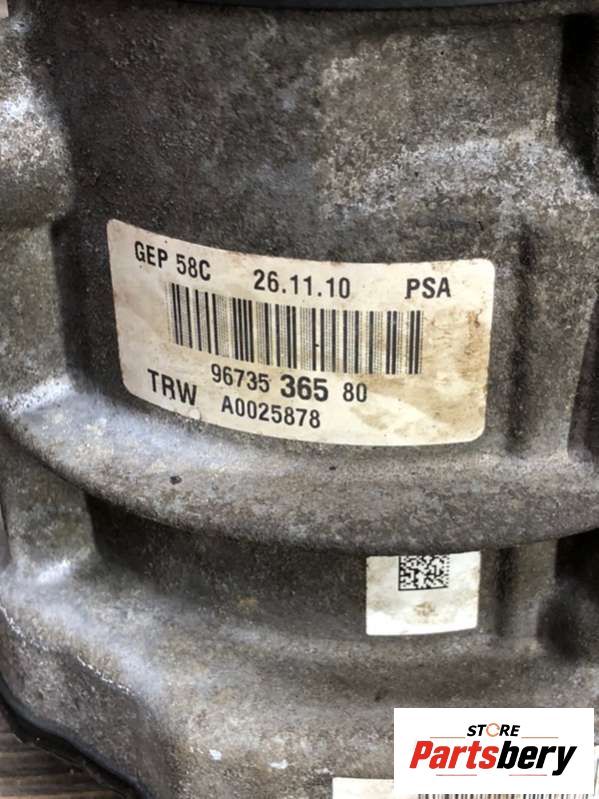 GEP 58C 26.11.10 PSA
96735 365 80
TRW A0025878
STORE
Partsbery